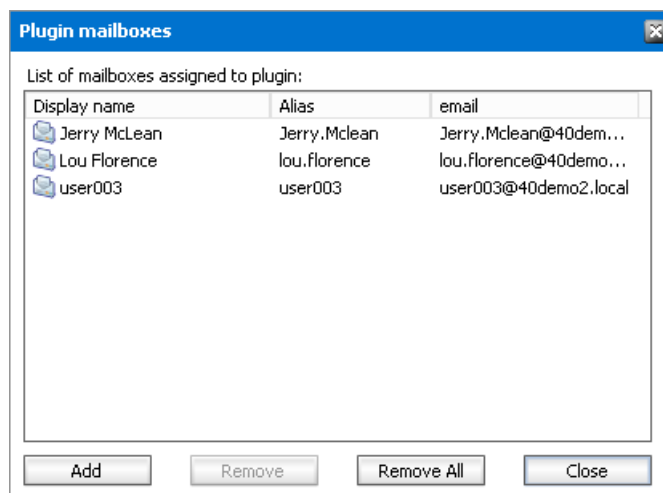 Plugin mailboxes
List of mailboxes assigned to plugin:
Display name Alias email
Jerry McLean Jerry.Mclean Jerry.Mclean@40dem...
Lou Florence lou.florence lou.florence@40demo...
user003 user003 user003@40demo2.local
Add Remove Remove All Close